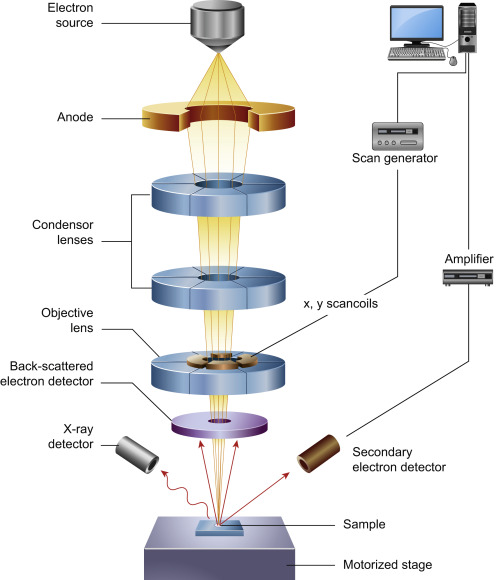 Electron
source
Anode
Scan generator
Condensor
lenses
Amplifier
x, y scancoils
Objective
lens
Back-scattered
electron detector
X-ray
detector
Secondary
electron detector
Sample
Motorized stage